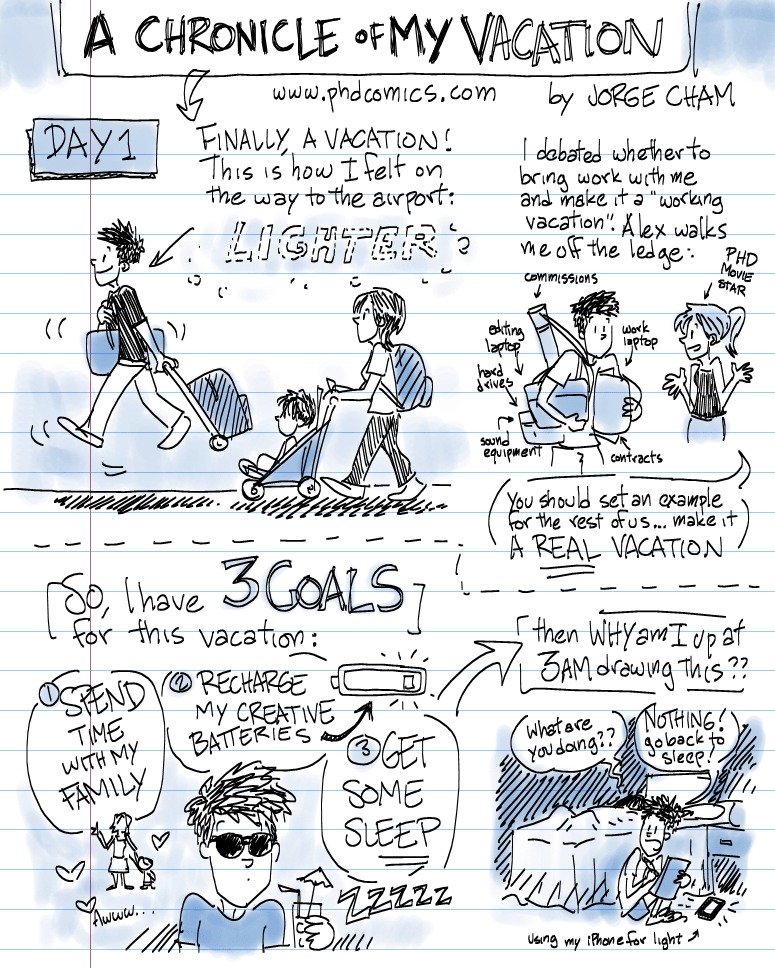 A CHRONICLE OF MY VACATION
www.phdcomics.com
by JORGE CHAM
DAY 1
FINALLY, A VACATION!
This is how I felt on
the way to the airport:
LIGHTER
I debated whether to
bring work with me
and make it a "working
vacation". Alex walks
me off the ledge:
PHD
MOVIE
STAR
commissions
editing
laptop
work
laptop
hard
drives
sound
equipment
contracts
You should set an example
for the rest of us... make it
A REAL VACATION
So, I have 3 GOALS
for this vacation:
1 SPEND
TIME
WITH MY
FAMILY
2 RECHARGE
MY CREATIVE
BATTERIES
3 GET
SOME
SLEEP
Awww...
ZZZZZZ
then WHY am I up at
3AM drawing this??
What are
you doing??
NOTHING!
go back to
sleep!
using my iPhone for light